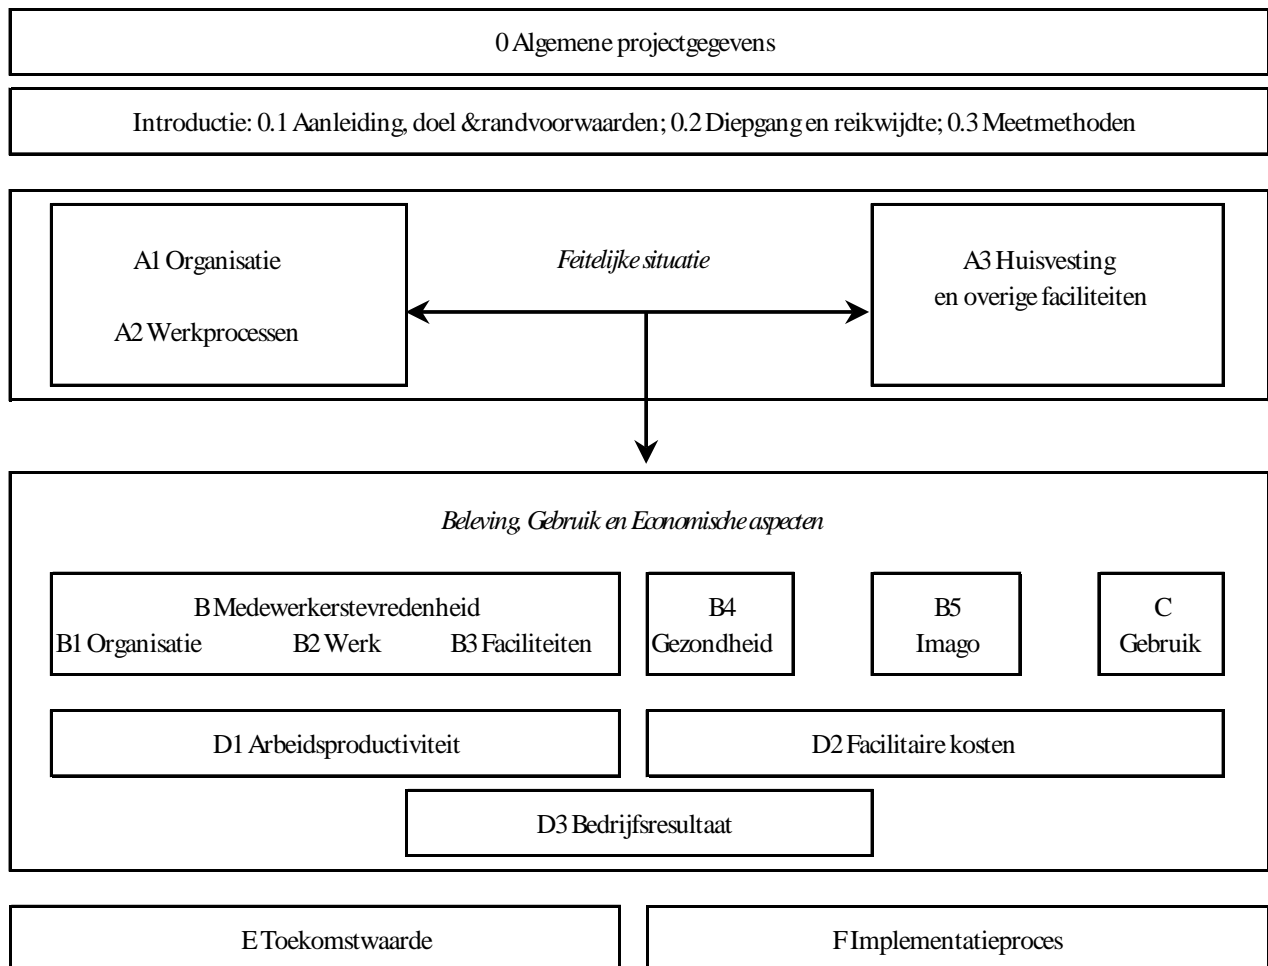 0 Algemene projectgegevens
Introductie: 0.1 Aanleiding, doel & randvoorwaarden; 0.2 Diepgang en reikwijdte; 0.3 Meetmethoden
A1 Organisatie
A2 Werkprocessen
Feitelijke situatie
A3 Huisvesting
en overige faciliteiten
Beleving, Gebruik en Economische aspecten
B Medewerkerstevredenheid
B1 Organisatie B2 Werk B3 Faciliteiten
B4
Gezondheid
B5
Imago
C
Gebruik
D1 Arbeidsproductiviteit
D2 Facilitaire kosten
D3 Bedrijfsresultaat
E Toekomstwaarde
F Implementatieproces